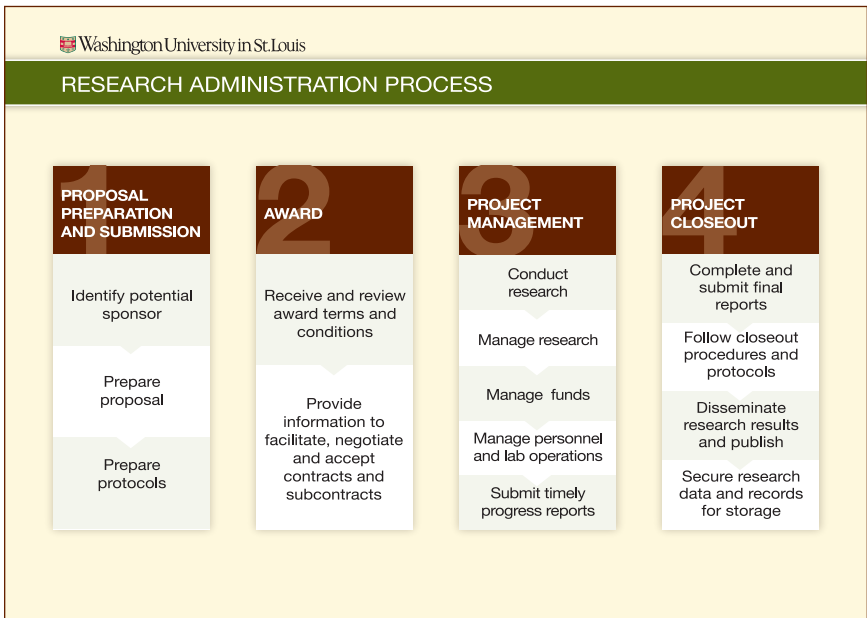 Washington University in St. Louis
RESEARCH ADMINISTRATION PROCESS
1
PROPOSAL
PREPARATION
AND SUBMISSION
Identify potential
sponsor
Prepare
proposal
Prepare
protocols
2
AWARD
Receive and review
award terms and
conditions
Provide
information to
facilitate, negotiate
and accept
contracts and
subcontracts
3
PROJECT
MANAGEMENT
Conduct
research
Manage research
Manage funds
Manage personnel
and lab operations
Submit timely
progress reports
4
PROJECT
CLOSEOUT
Complete and
submit final
reports
Follow closeout
procedures and
protocols
Disseminate
research results
and publish
Secure research
data and records
for storage